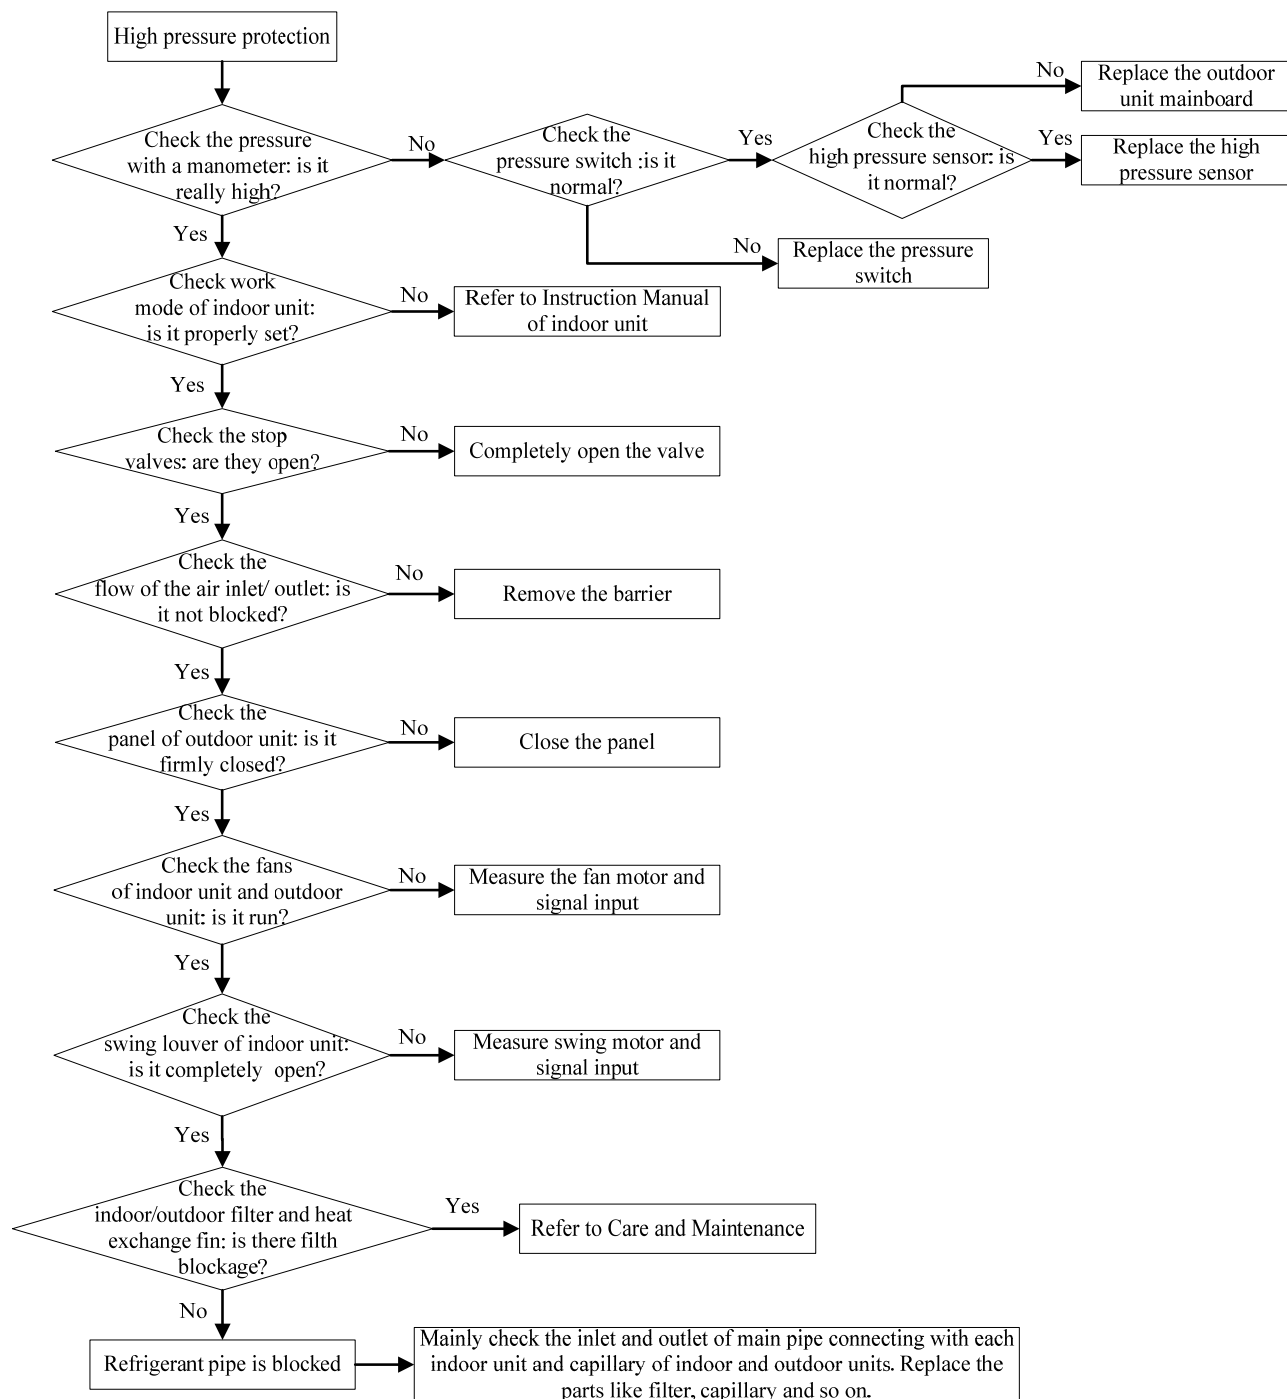 High pressure protection
Check the pressure
with a manometer: is it
really high?
No
Check the
pressure switch :is it
normal?
Yes
Check the
high pressure sensor: is
it normal?
No
Replace the outdoor
unit mainboard
Yes
Replace the high
pressure sensor
No
Replace the pressure
switch
Yes
Check work
mode of indoor unit:
is it properly set?
No
Refer to Instruction Manual
of indoor unit
Yes
Check the stop
valves: are they open?
No
Completely open the valve
Yes
Check the
flow of the air inlet/ outlet: is
it not blocked?
No
Remove the barrier
Yes
Check the
panel of outdoor unit: is it
firmly closed?
No
Close the panel
Yes
Check the fans
of indoor unit and outdoor
unit: is it run?
No
Measure the fan motor and
signal input
Yes
Check the
swing louver of indoor unit:
is it completely open?
No
Measure swing motor and
signal input
Yes
Check the
indoor/outdoor filter and heat
exchange fin: is there filth
blockage?
Yes
Refer to Care and Maintenance
No
Refrigerant pipe is blocked
Mainly check the inlet and outlet of main pipe connecting with each
indoor unit and capillary of indoor and outdoor units. Replace the
parts like filter, capillary and so on.